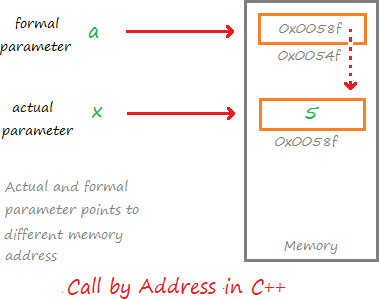 formal
parameter
a
0x0058f
0x0054f
actual
parameter
x
5
0x0058f
Actual and formal
parameter points to
different memory
address
Memory
Call by Address in C++